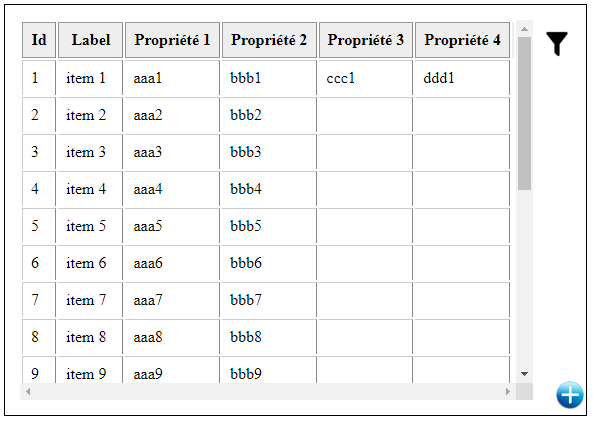 Id Label Propriété 1 Propriété 2 Propriété 3 Propriété 4
1 item 1 aaa1 bbb1 ccc1 ddd1
2 item 2 aaa2 bbb2
3 item 3 aaa3 bbb3
4 item 4 aaa4 bbb4
5 item 5 aaa5 bbb5
6 item 6 aaa6 bbb6
7 item 7 aaa7 bbb7
8 item 8 aaa8 bbb8
9 item 9 aaa9 bbb9